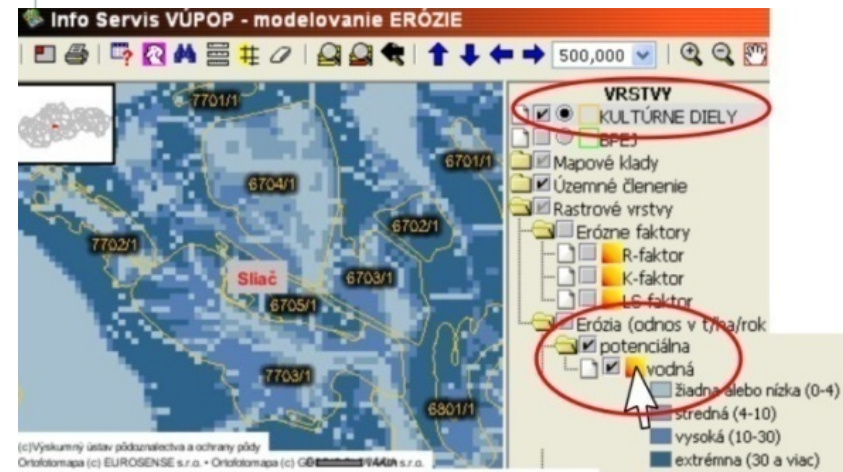 Info Servis VÚPOP - modelovanie ERÓZIE
500,000
VRSTVY
KULTÚRNE DIELY
BPEJ
Mapové klady
Územné členenie
Rastrové vrstvy
Erózne faktory
R-faktor
K-faktor
LS-faktor
Erózia (odnos v t/ha/rok
potenciálna
vodná
žiadna alebo nízka (0-4)
stredná (4-10)
vysoká (10-30)
extrémna (30 a viac)
7701/1
6701/1
6704/1
6702/1
7702/1
Sliač
6703/1
6705/1
7703/1
6801/1
(c)Výskumný ústav pôdoznalectva a ochrany pôdy
Ortofotomapa (c) EUROSENSE s.r.o. • Ortofotomapa (c) s.r.o.